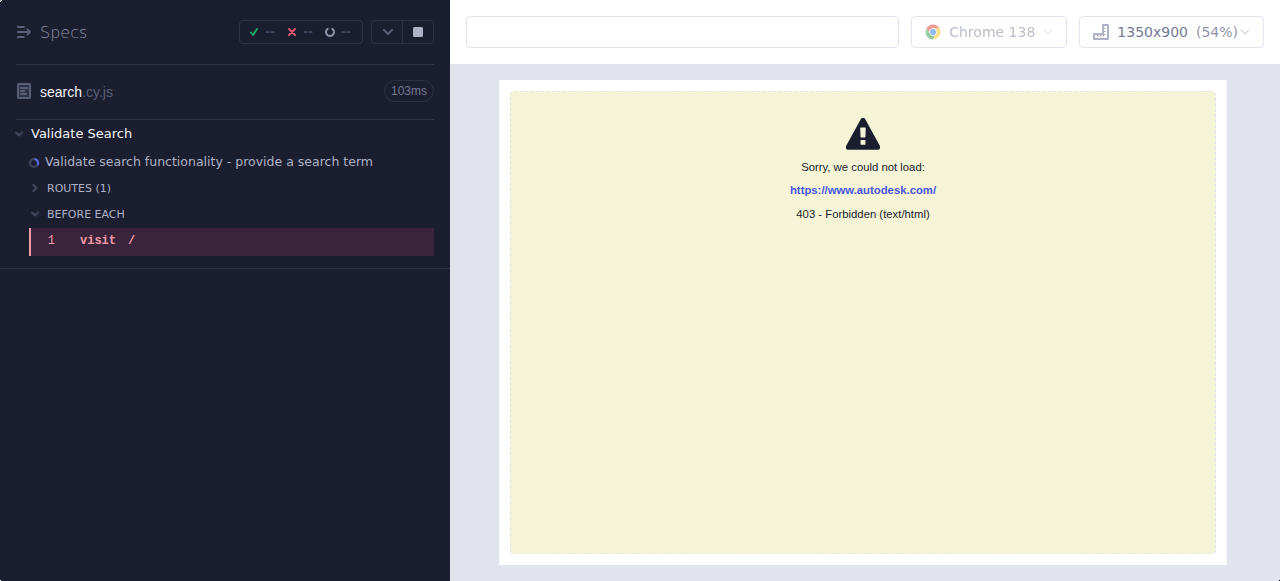 Specs
--
--
--
Chrome 138
1350x900 (54%)
search.cy.js
103ms
Validate Search
Validate search functionality - provide a search term
ROUTES (1)
BEFORE EACH
1 visit /
Sorry, we could not load:
https://www.autodesk.com/
403 - Forbidden (text/html)